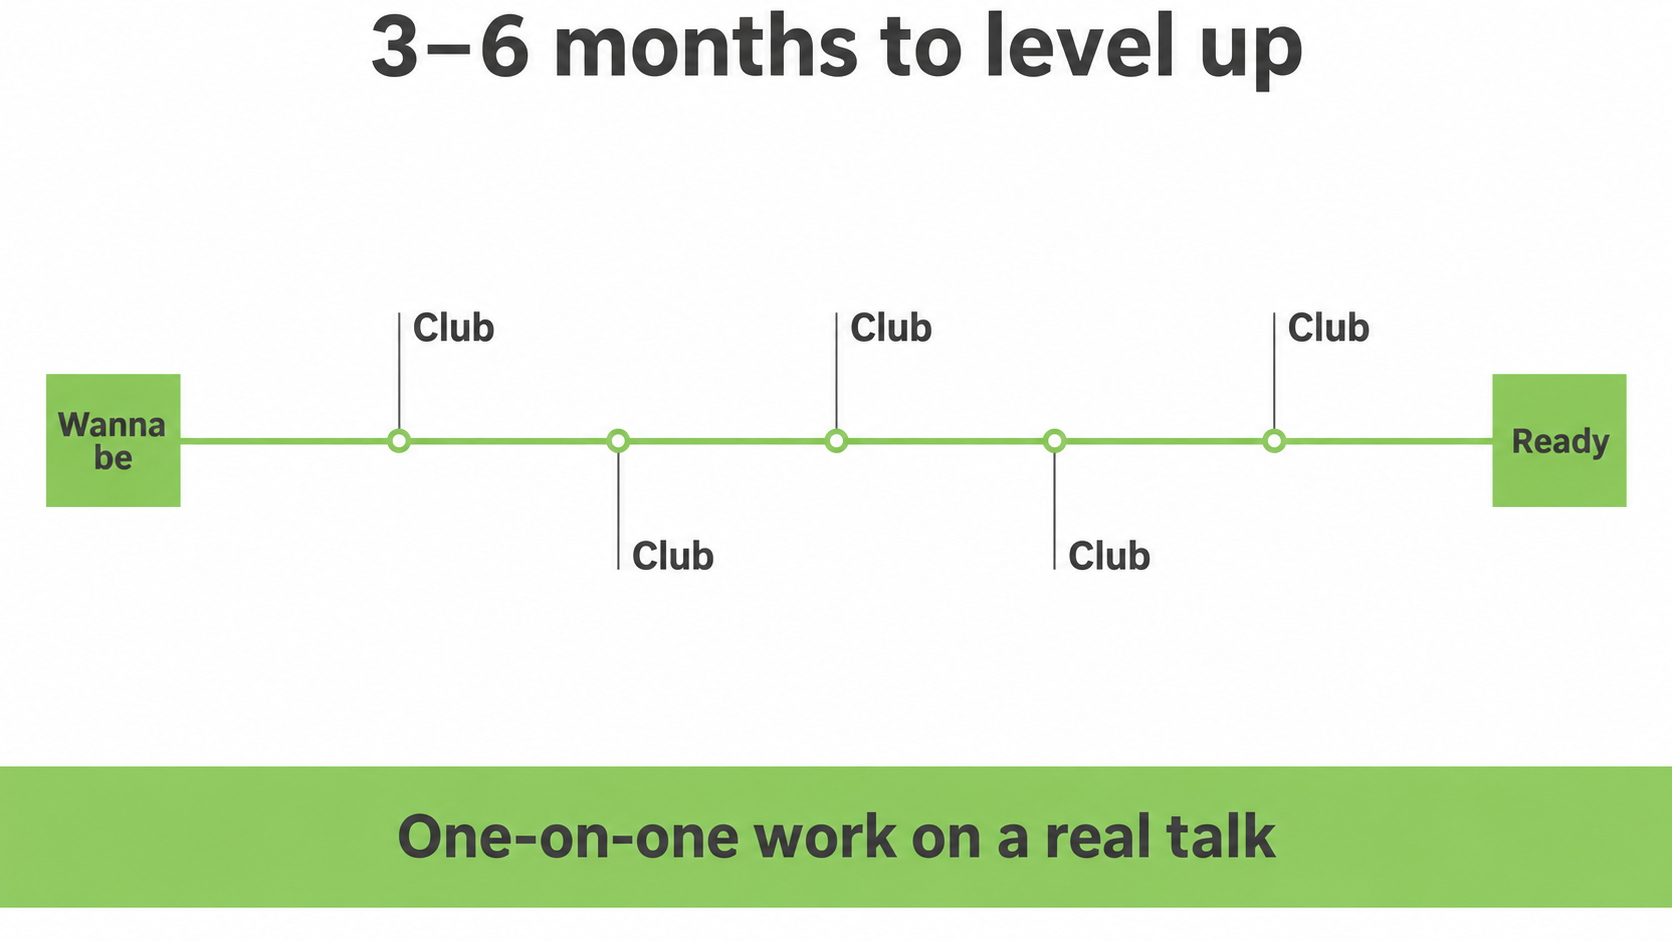 3–6 months to level up
Club
Club
Club
Wanna
be
Ready
Club
Club
One-on-one work on a real talk